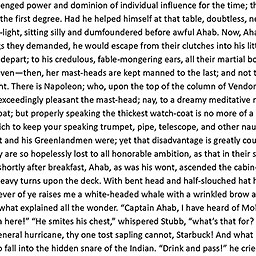 enged power and dominion of individual influence for the time; th
the first degree. Had he helped himself at that table, doubtless, ne
-light, sitting silly and dumfoundered before awful Ahab. Now, Aha
s they demanded, he would escape from their clutches into his litt
depart; to his credulous, fable-mongering ears, all their martial bo
ven—then, her mast-heads are kept manned to the last; and not t
nt. There is Napoleon; who, upon the top of the column of Vendom
exceedingly pleasant the mast-head; nay, to a dreamy meditative m
oat; but properly speaking the thickest watch-coat is no more of a
ich to keep your speaking trumpet, pipe, telescope, and other nau
t and his Greenlandmen were; yet that disadvantage is greatly cou
y are so hopelessly lost to all honorable ambition, as that in their s
shortly after breakfast, Ahab, as was his wont, ascended the cabin-
eavy turns upon the deck. With bent head and half-slouched hat h
ever of ye raises me a white-headed whale with a wrinkled brow a
what explained all the wonder. “Captain Ahab, I have heard of Mob
a here!” “He smites his chest,” whispered Stubb, “what’s that for?
eneral hurricane, thy one tost sapling cannot, Starbuck! And what
o fall into the hidden snare of the Indian. “Drink and pass!” he crie